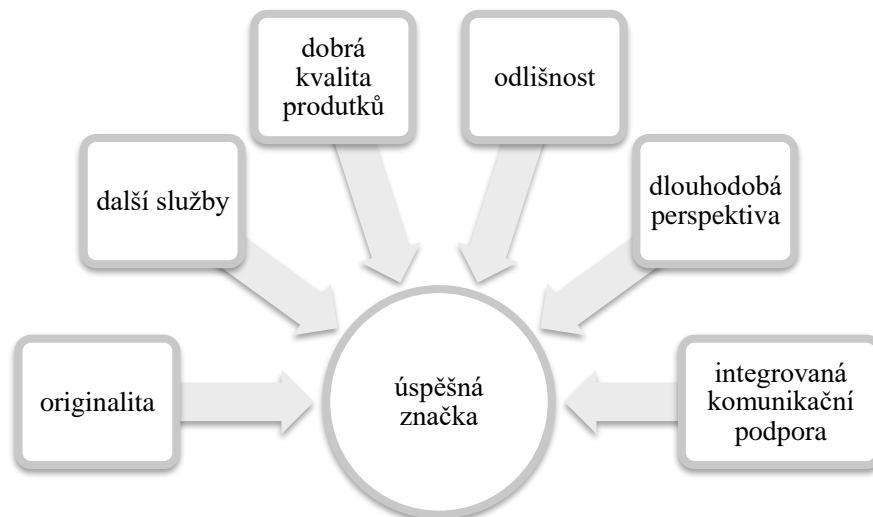 dobrá
kvalita
produtků
odlišnost
další služby
dlouhodobá
perspektiva
originalita
úspěšná
značka
integrovaná
komunikační
podpora